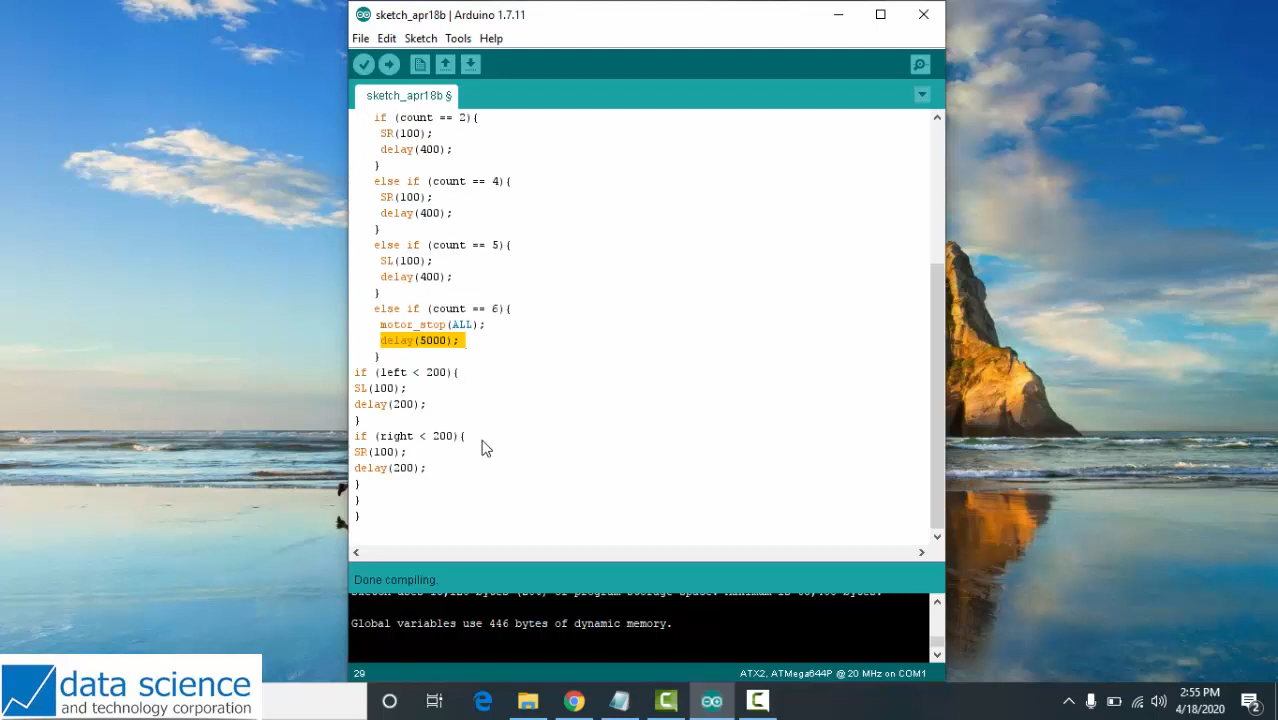 sketch_apr18b | Arduino 1.7.11
File Edit Sketch Tools Help
sketch_apr18b §
if (count == 2){
SR(100);
delay(400);
}
else if (count == 4){
SR(100);
delay(400);
}
else if (count == 5){
SL(100);
delay(400);
}
else if (count == 6){
motor_stop(ALL);
delay(5000);
}
if (left < 200){
SL(100);
delay(200);
}
if (right < 200){
SR(100);
delay(200);
}
}
}
Done compiling.
Global variables use 446 bytes of dynamic memory.
29
ATX2, ATMega644P @ 20 MHz on COM1
data science
and technology corporation
2:55 PM
4/18/2020
2